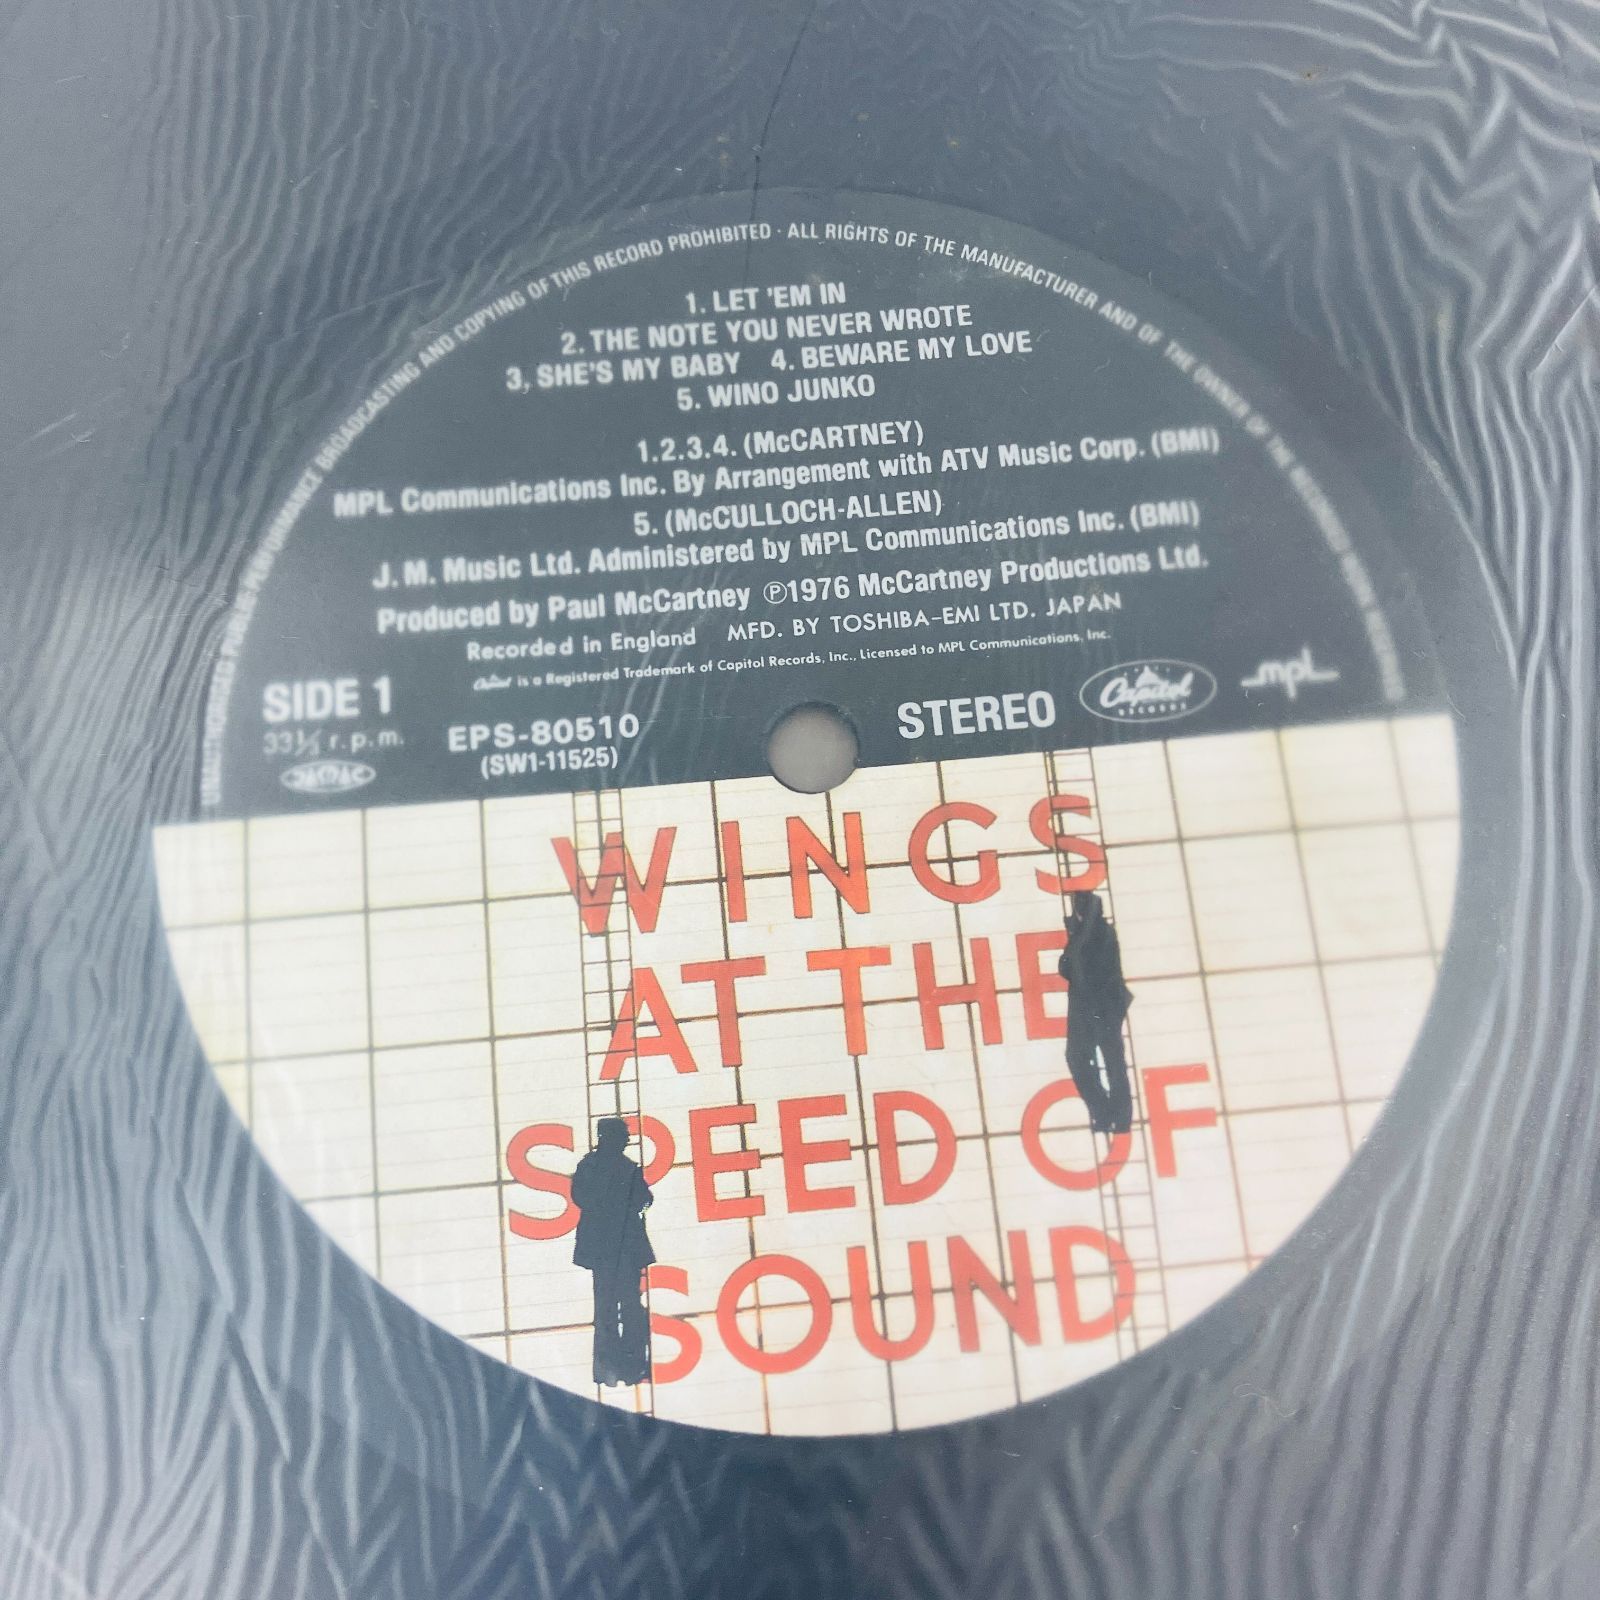 UNAUTHORISED PUBLIC PERFORMANCE BROADCASTING AND COPYING OF THIS RECORD PROHIBITED · ALL RIGHTS OF THE MANUFACTURER AND OF THE OWNER OF THE RECORDED WORK
1. LET 'EM IN
2. THE NOTE YOU NEVER WROTE
3, SHE'S MY BABY 4. BEWARE MY LOVE
5. WINO JUNKO
1.2.3.4. (McCARTNEY)
MPL Communications Inc. By Arrangement with ATV Music Corp. (BMI)
5. (McCULLOCH-ALLEN)
J. M. Music Ltd. Administered by MPL Communications Inc. (BMI)
Produced by Paul McCartney ℗1976 McCartney Productions Ltd.
Recorded in England MFD. BY TOSHIBA-EMI LTD. JAPAN
Capitol is a Registered Trademark of Capitol Records, Inc., Licensed to MPL Communications, Inc.
SIDE 1
33⅓ r.p.m.
EPS-80510
(SW1-11525)
STEREO
Capitol
RECORDS
mpl
WINGS
AT THE
SPEED OF
SOUND